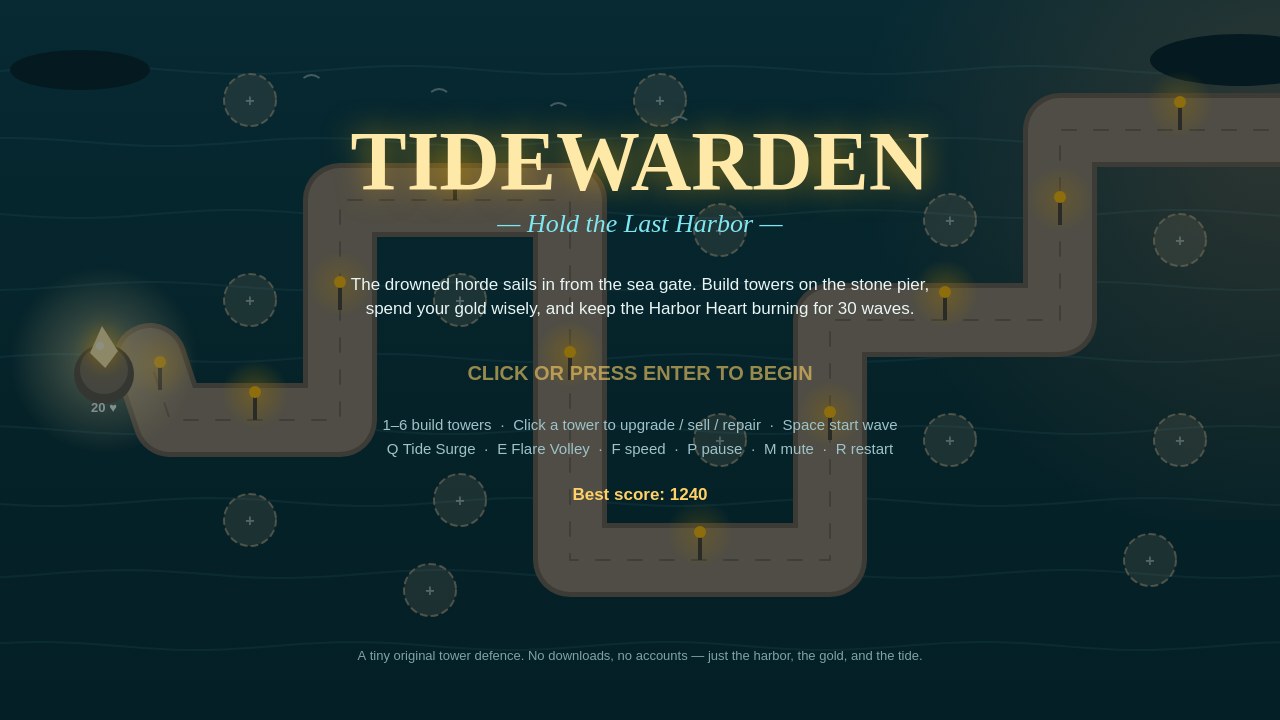 TIDEWARDEN
— Hold the Last Harbor —
The drowned horde sails in from the sea gate. Build towers on the stone pier,
spend your gold wisely, and keep the Harbor Heart burning for 30 waves.
CLICK OR PRESS ENTER TO BEGIN
20 ♥
1–6 build towers · Click a tower to upgrade / sell / repair · Space start wave
Q Tide Surge · E Flare Volley · F speed · P pause · M mute · R restart
Best score: 1240
A tiny original tower defence. No downloads, no accounts — just the harbor, the gold, and the tide.